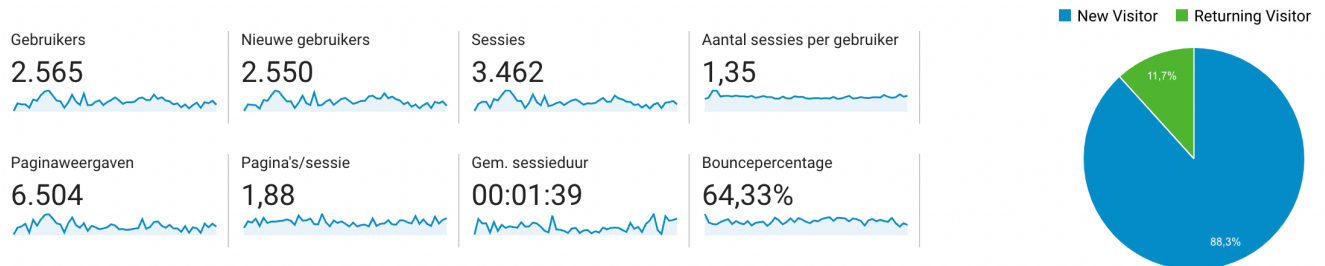 New Visitor
Returning Visitor
Gebruikers
2.565
Nieuwe gebruikers
2.550
Sessies
3.462
Aantal sessies per gebruiker
1,35
Paginaweergaven
6.504
Pagina's/sessie
1,88
Gem. sessieduur
00:01:39
Bouncepercentage
64,33%
11,7%
88,3%